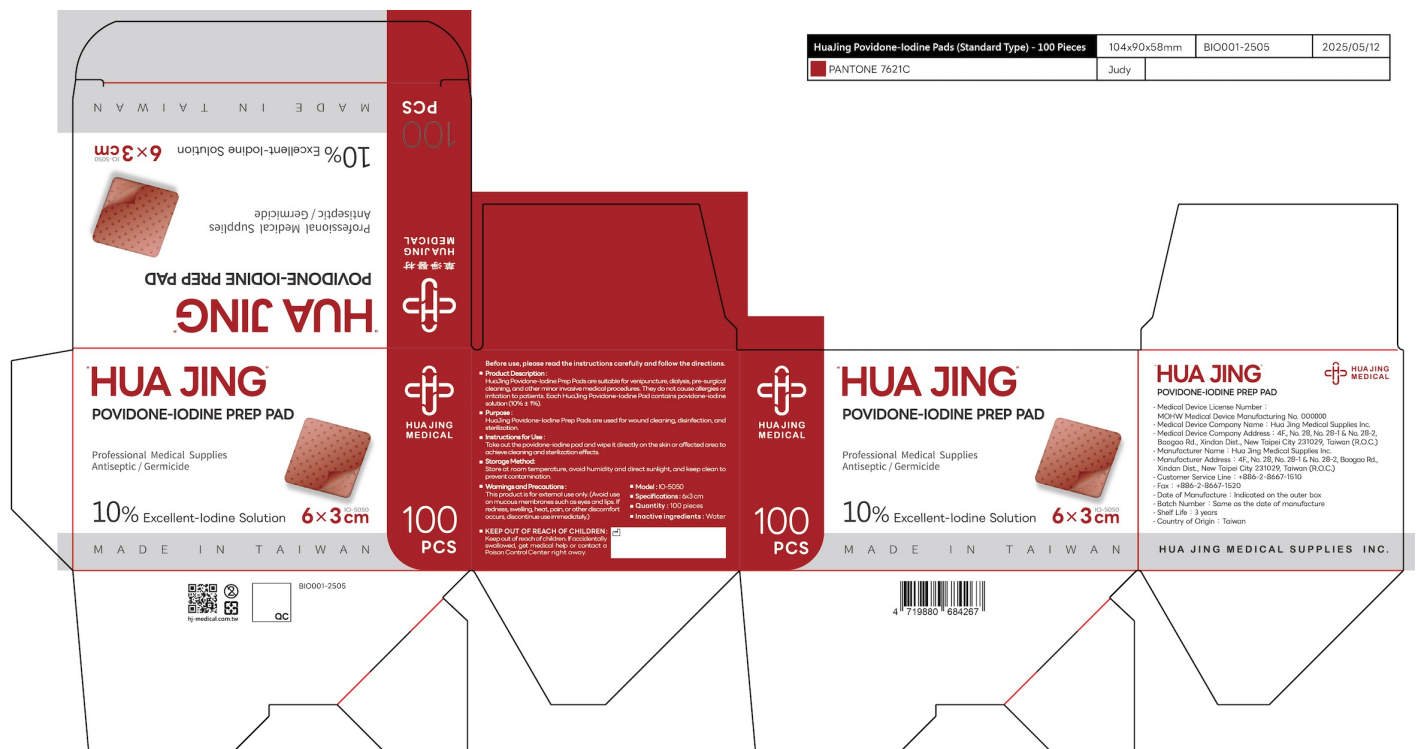 HuaJing Povidone-Iodine Pads (Standard Type) - 100 Pieces 104x90x58mm BIO001-2505 2025/05/12
PANTONE 7621C Judy
MADE IN TAIWAN
10% Excellent-Iodine Solution
IO-5050
6×3cm
Professional Medical Supplies
Antiseptic / Germicide
POVIDONE-IODINE PREP PAD
"HUA JING"
100
PCS
華淨醫材
HUA JING
MEDICAL
"HUA JING"
POVIDONE-IODINE PREP PAD
Professional Medical Supplies
Antiseptic / Germicide
10% Excellent-Iodine Solution
IO-5050
6×3cm
MADE IN TAIWAN
HUA JING
MEDICAL
100
PCS
Before use, please read the instructions carefully and follow the directions.
■ Product Description :
HuaJing Povidone-Iodine Prep Pads are suitable for venipuncture, dialysis, pre-surgical
cleaning, and other minor invasive medical procedures. They do not cause allergies or
irritation to patients. Each HuaJing Povidone-Iodine Pad contains povidone-iodine
solution (10% ± 1%).
■ Purpose :
HuaJing Povidone-Iodine Prep Pads are used for wound cleaning, disinfection, and
sterilization.
■ Instructions for Use :
Take out the povidone-iodine pad and wipe it directly on the skin or affected area to
achieve cleaning and sterilization effects.
■ Storage Method:
Store at room temperature, avoid humidity and direct sunlight, and keep clean to
prevent contamination.
■ Warnings and Precautions :
This product is for external use only. (Avoid use
on mucous membranes such as eyes and lips. If
redness, swelling, heat, pain, or other discomfort
occurs, discontinue use immediately.)
■ KEEP OUT OF REACH OF CHILDREN:
Keep out of reach of children. If accidentally
swallowed, get medical help or contact a
Poison Control Center right away.
■ Model : IO-5050
■ Specifications : 6x3 cm
■ Quantity : 100 pieces
■ Inactive ingredients : Water
HUA JING
MEDICAL
100
PCS
"HUA JING"
POVIDONE-IODINE PREP PAD
Professional Medical Supplies
Antiseptic / Germicide
10% Excellent-Iodine Solution
IO-5050
6×3cm
MADE IN TAIWAN
"HUA JING"
HUA JING
MEDICAL
POVIDONE-IODINE PREP PAD
- Medical Device License Number：
MOHW Medical Device Manufacturing No. 000000
- Medical Device Company Name：Hua Jing Medical Supplies Inc.
- Medical Device Company Address：4F., No. 28, No. 28-1 & No. 28-2,
Baogao Rd., Xindian Dist., New Taipei City 231029, Taiwan (R.O.C.)
- Manufacturer Name：Hua Jing Medical Supplies Inc.
- Manufacturer Address：4F., No. 28, No. 28-1 & No. 28-2, Baogao Rd.,
Xindan Dist., New Taipei City 231029, Taiwan (R.O.C.)
- Customer Service Line：+886-2-8667-1510
- Fax：+886-2-8667-1520
- Date of Manufacture：Indicated on the outer box
- Batch Number：Same as the date of manufacture
- Shelf Life：3 years
- Country of Origin：Taiwan
HUA JING MEDICAL SUPPLIES INC.
hj-medical.com.tw
QC
BIO001-2505
4 719880 684267